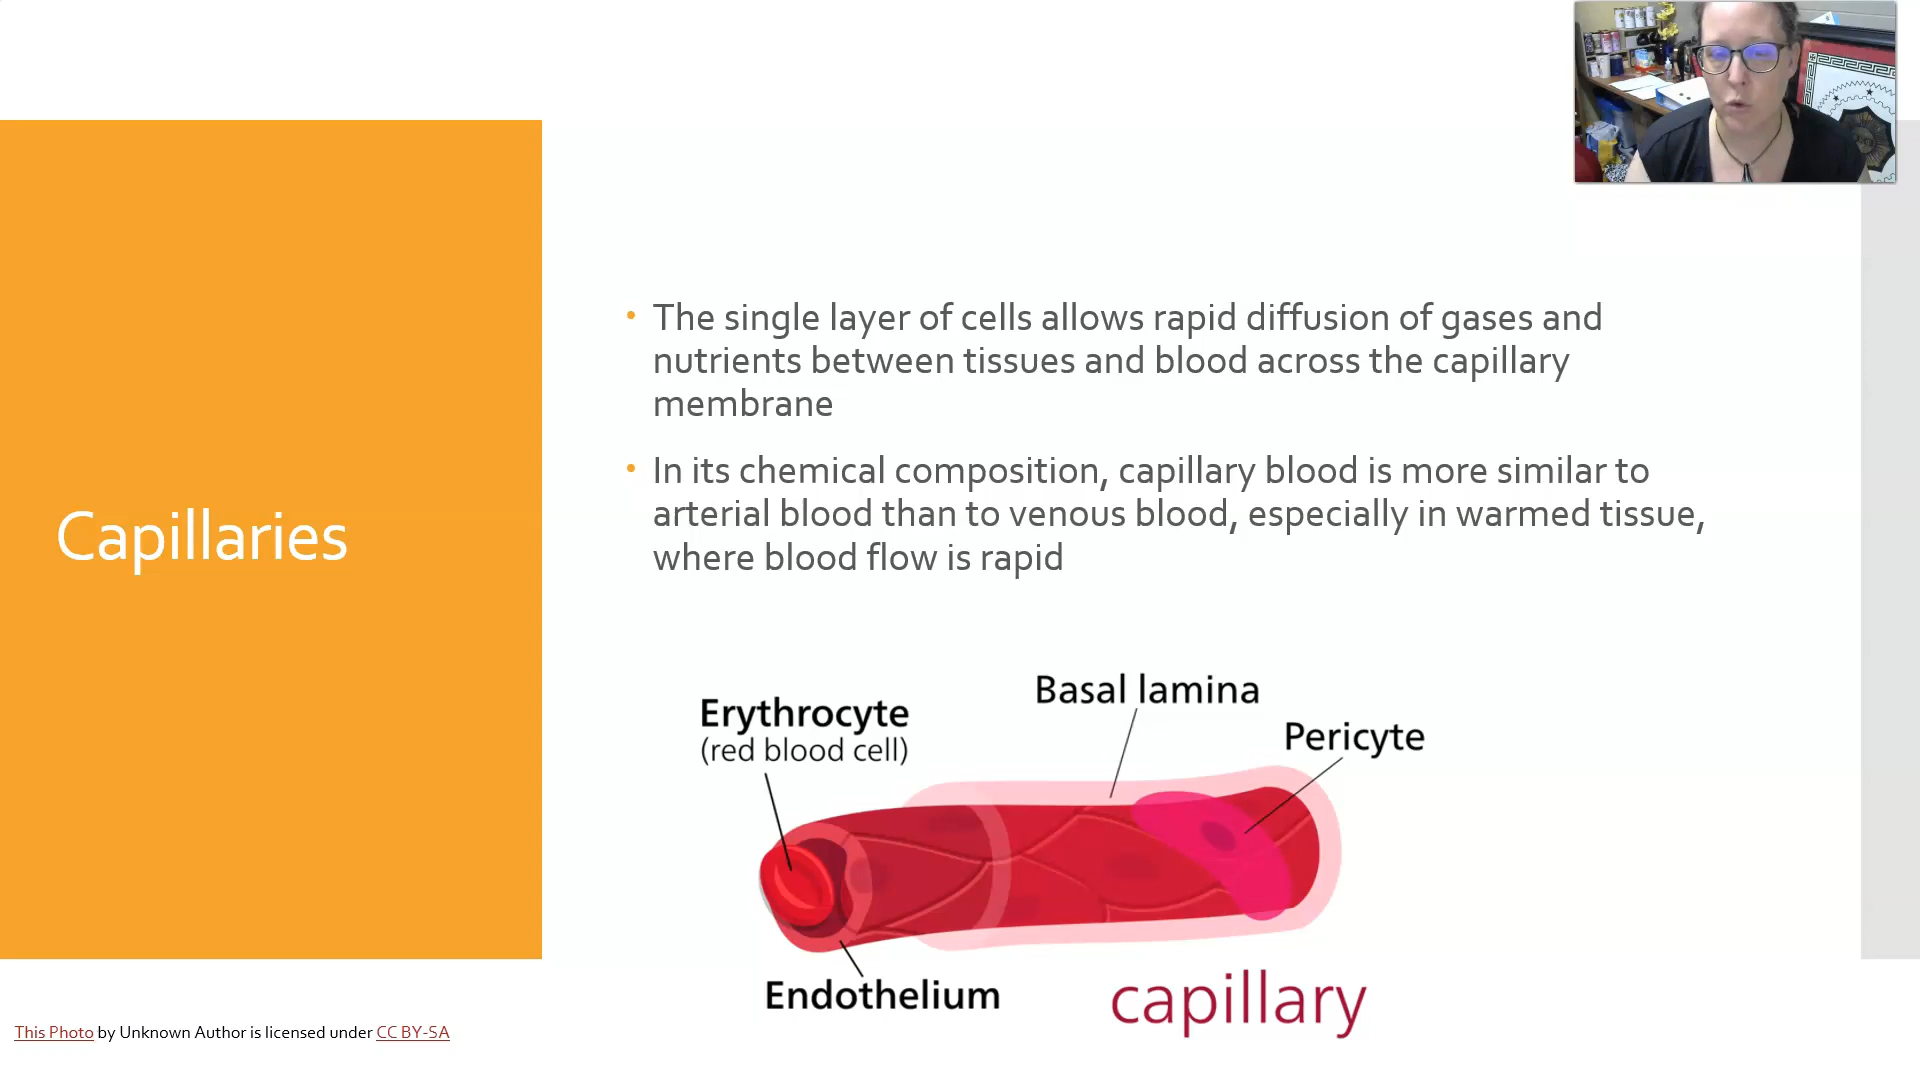 Capillaries
• The single layer of cells allows rapid diffusion of gases and
nutrients between tissues and blood across the capillary
membrane
• In its chemical composition, capillary blood is more similar to
arterial blood than to venous blood, especially in warmed tissue,
where blood flow is rapid
Basal lamina
Erythrocyte
(red blood cell)
Pericyte
Endothelium
capillary
This Photo by Unknown Author is licensed under CC BY-SA